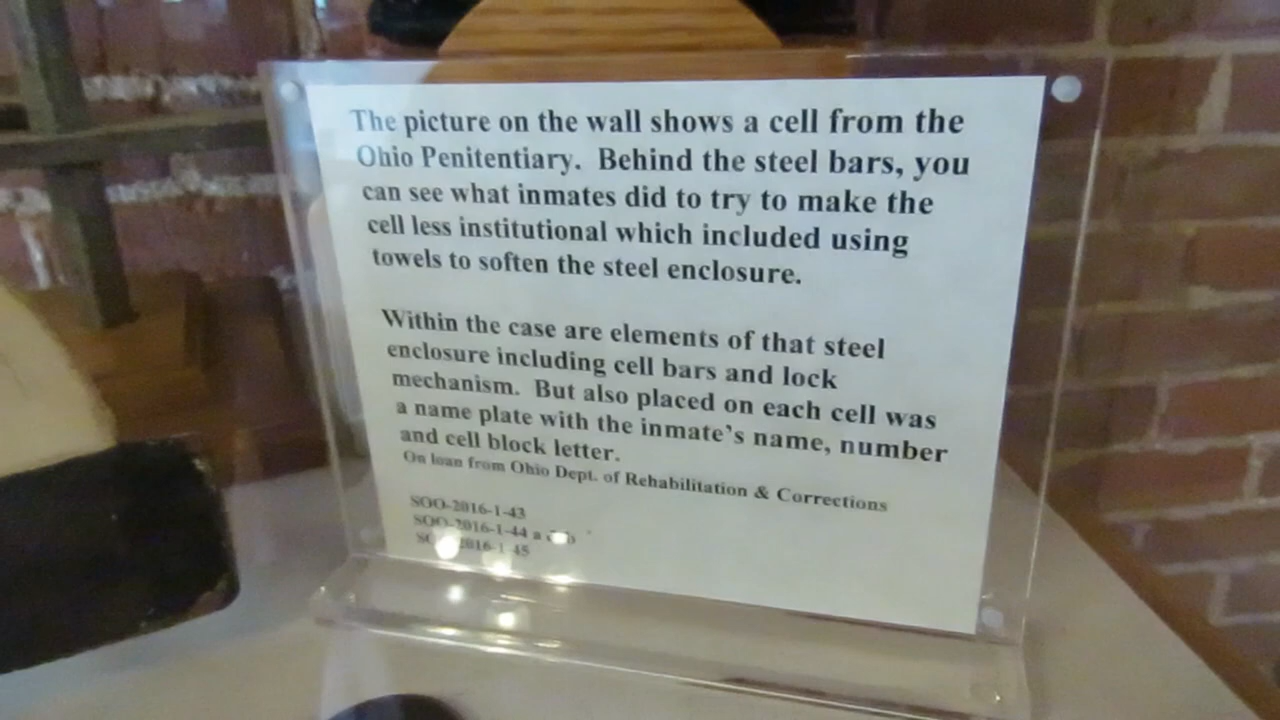 The picture on the wall shows a cell from the
Ohio Penitentiary. Behind the steel bars, you
can see what inmates did to try to make the
cell less institutional which included using
towels to soften the steel enclosure.
Within the case are elements of that steel
enclosure including cell bars and lock
mechanism. But also placed on each cell was
a name plate with the inmate's name, number
and cell block letter.
On loan from Ohio Dept. of Rehabilitation & Corrections
SOO-2016-1-43
SOO-2016-1-44 a